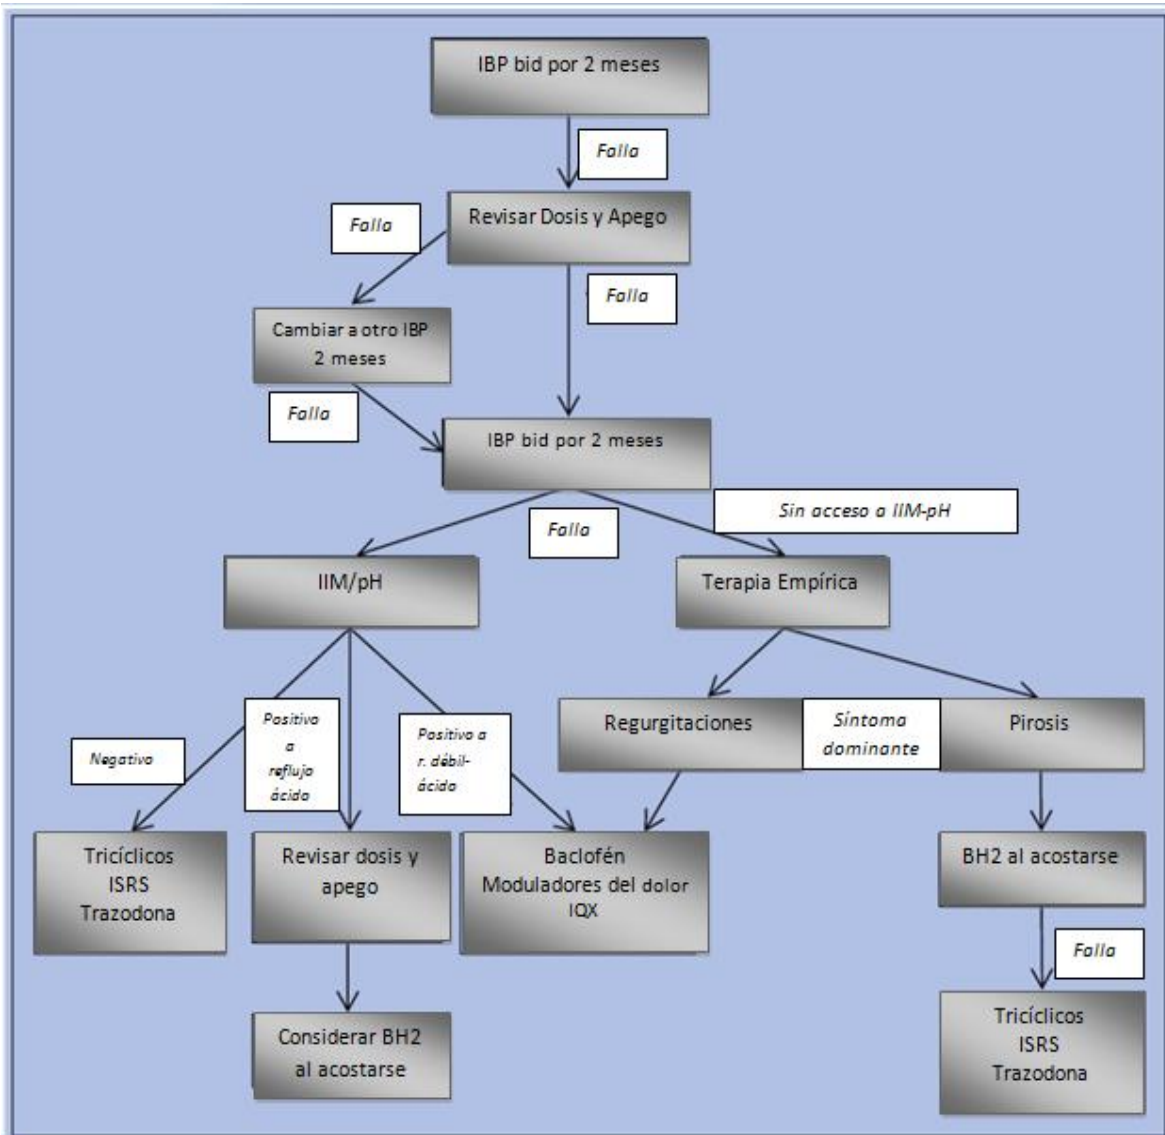 IBP bid por 2 meses
Falla
Revisar Dosis y Apego
Falla
Falla
Cambiar a otro IBP
2 meses
Falla
IBP bid por 2 meses
Sin acceso a IIM-pH
Falla
IIM/pH
Terapia Empírica
Regurgitaciones
Síntoma
dominante
Pirosis
Negativo
Positivo
a
reflujo
ácido
Positivo a
r. débil-
ácido
Tricíclicos
ISRS
Trazodona
Revisar dosis y
apego
Baclofén
Moduladores del dolor
IQX
BH2 al acostarse
Falla
Considerar BH2
al acostarse
Tricíclicos
ISRS
Trazodona